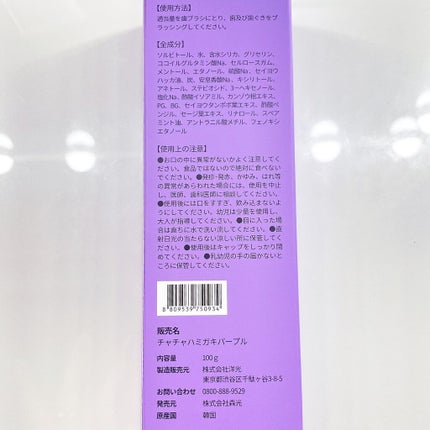 【使用方法】
適当量を歯ブラシにとり、歯及び歯ぐきをブ
ラッシングしてください。
【全成分】
ソルビトール、水、含水シリカ、グリセリン、
ココイルグルタミン酸Na、セルロースガム、
メントール、エタノール、硫酸Na、セイヨウ
ハッカ油、炭、安息香酸Na、キシリトール、
アネトール、ステビオシド、3ーヘキセノール、
塩化Na、酢酸イソアミル、カンゾウ根エキス、
PG、BG、セイヨウタンポポ葉エキス、酢酸ベ
ンジル、セージ葉エキス、リナロール、スペア
ミント油、アントラニル酸メチル、フェノキシ
エタノール
【使用上の注意】
●お口の中に異常がないかよく注意してくだ
さい。食品ではないので絶対に食べない
でください。●発疹･発赤、かゆみ、はれ等
の異常があらわれた場合には、使用を中止
し、医師、歯科医師に相談してください。
●使用後には口をすすぎ、飲み込まないよ
うにしてください。幼児は少量を使用し、
大人が指導してください。●目に入った場合
は直ちに水で洗い流してください。●直
射日光の当たらない涼しい所に保管してく
ださい。●使用後はキャップをしっかり閉
めてください。●乳幼児の手の届かないと
ころに保管してください。
8 809539 750934
販売名
チャチャハミガキパープル
内容量 100g
製造販売元 株式会社洋光
東京都渋谷区千駄ヶ谷3-8-5
お問い合わせ 0800-888-9529
発売元 株式会社森光
原産国 韓国